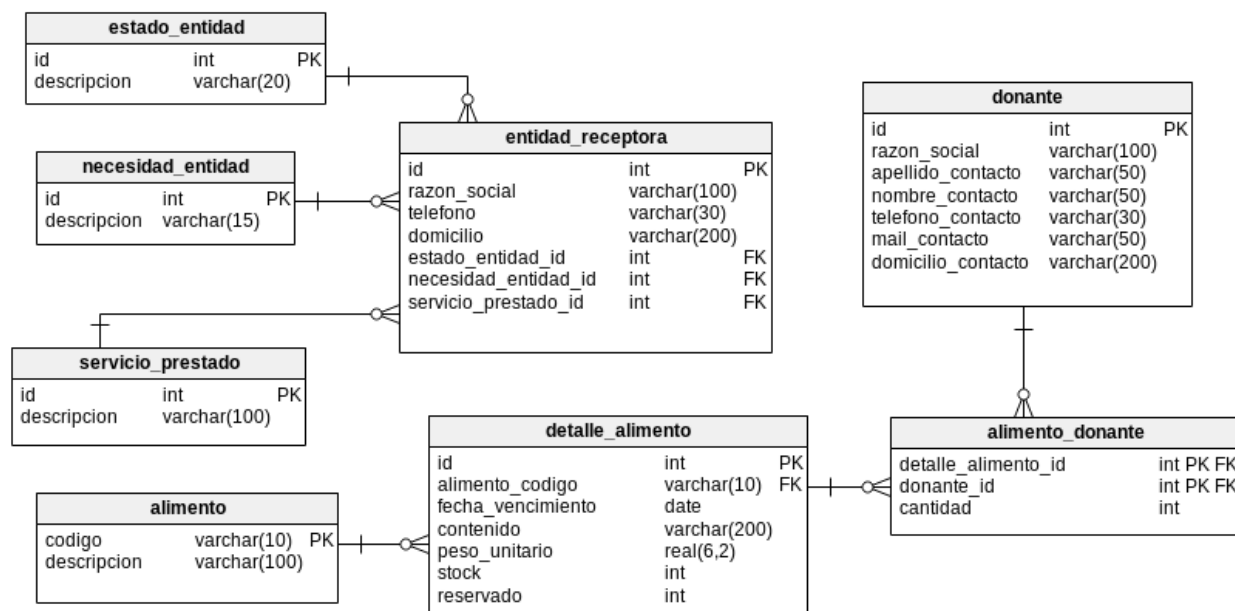 estado_entidad
id int PK
descripcion varchar(20)
necesidad_entidad
id int PK
descripcion varchar(15)
servicio_prestado
id int PK
descripcion varchar(100)
entidad_receptora
id int PK
razon_social varchar(100)
telefono varchar(30)
domicilio varchar(200)
estado_entidad_id int FK
necesidad_entidad_id int FK
servicio_prestado_id int FK
donante
id int PK
razon_social varchar(100)
apellido_contacto varchar(50)
nombre_contacto varchar(50)
telefono_contacto varchar(30)
mail_contacto varchar(50)
domicilio_contacto varchar(200)
alimento
codigo varchar(10) PK
descripcion varchar(100)
detalle_alimento
id int PK
alimento_codigo varchar(10) FK
fecha_vencimiento date
contenido varchar(200)
peso_unitario real(6,2)
stock int
reservado int
alimento_donante
detalle_alimento_id int PK FK
donante_id int PK FK
cantidad int